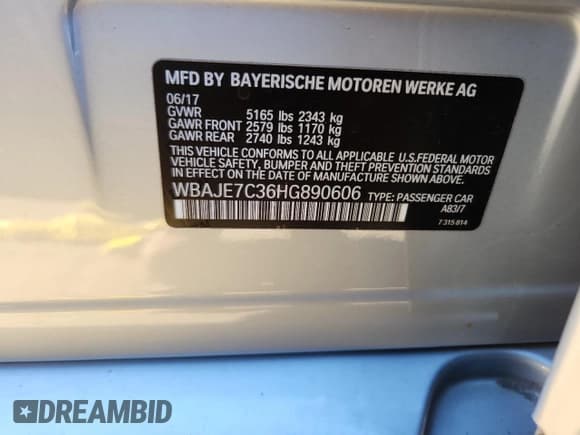 MFD BY BAYERISCHE MOTOREN WERKE AG
06/17
GVWR 5165 lbs 2343 kg
GAWR FRONT 2579 lbs 1170 kg
GAWR REAR 2740 lbs 1243 kg
THIS VEHICLE CONFORMS TO ALL APPLICABLE U.S.FEDERAL MOTOR
VEHICLE SAFETY, BUMPER AND THEFT PREVENTION STANDARDS
IN EFFECT ON THE DATE OF MANUFACTURE SHOWN ABOVE.
WBAJE7C36HG890606 TYPE: PASSENGER CAR
A83/7
7 315 814
DREAMBID